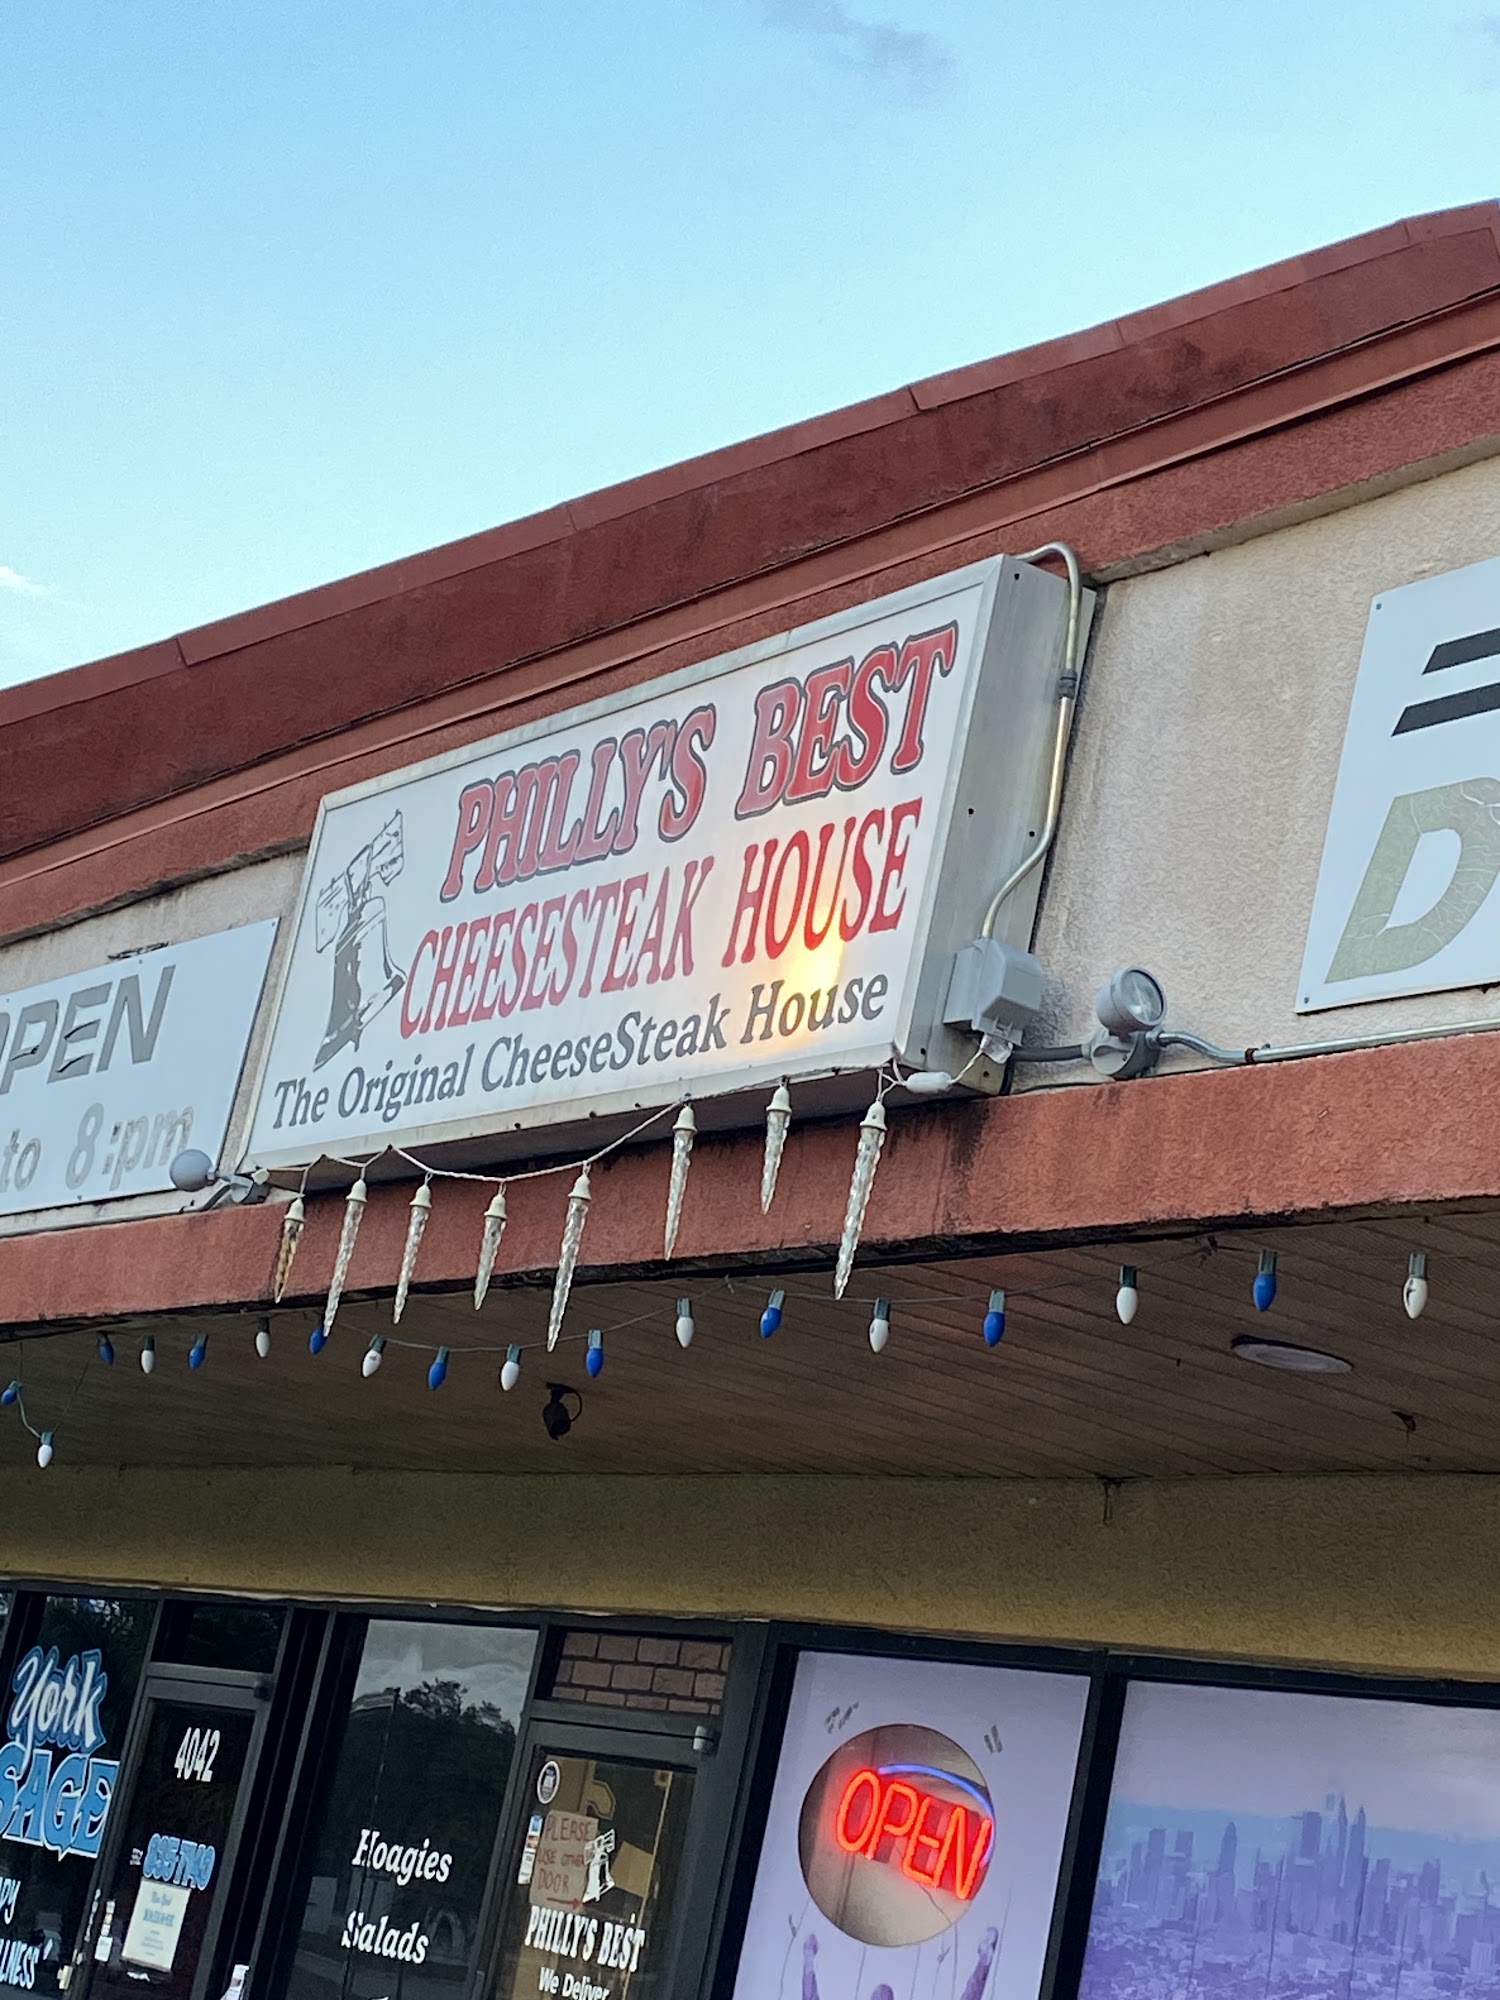 PHILLY'S BEST
CHEESESTEAK HOUSE
The Original CheeseSteak House
OPEN
to 8:pm
D
York
4042
Hoagies
Salads
PLEASE
USE OTHER
DOOR
PHILLY'S BEST
We Deliver
OPEN